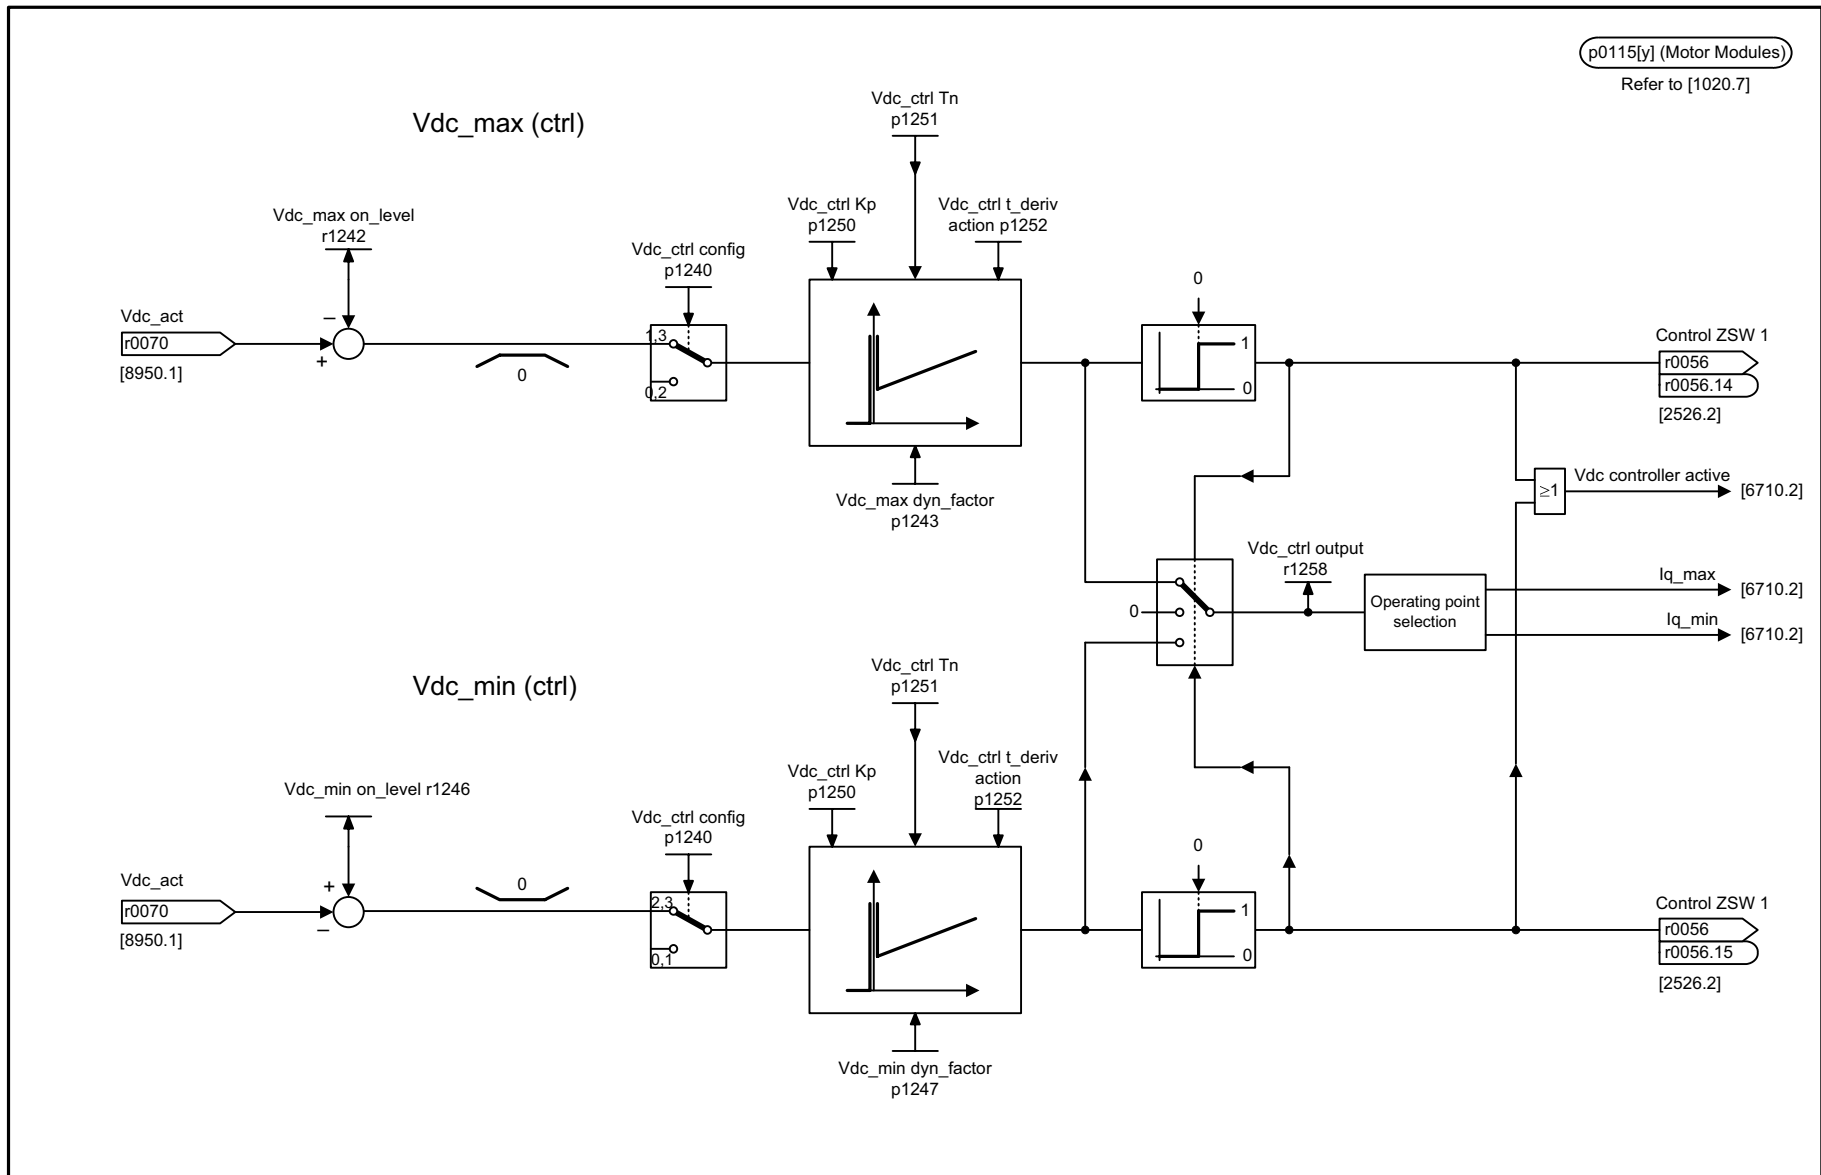 p0115[y] (Motor Modules)
Refer to [1020.7]
Vdc_max (ctrl)
Vdc_ctrl Tn
p1251
Vdc_max on_level
r1242
Vdc_ctrl config
p1240
Vdc_ctrl Kp
p1250
Vdc_ctrl t_deriv
action p1252
0
Vdc_act
r0070
[8950.1]
–
+
0
1,3
0,2
1
0
Control ZSW 1
r0056
r0056.14
[2526.2]
Vdc_max dyn_factor
p1243
≥1
Vdc controller active
[6710.2]
Vdc_ctrl output
r1258
0
Operating point
selection
Iq_max
[6710.2]
Iq_min
[6710.2]
Vdc_min (ctrl)
Vdc_ctrl Tn
p1251
Vdc_min on_level r1246
Vdc_ctrl config
p1240
Vdc_ctrl Kp
p1250
Vdc_ctrl t_deriv
action
p1252
0
Vdc_act
r0070
[8950.1]
+
–
0
2,3
0,1
1
0
Control ZSW 1
r0056
r0056.15
[2526.2]
Vdc_min dyn_factor
p1247